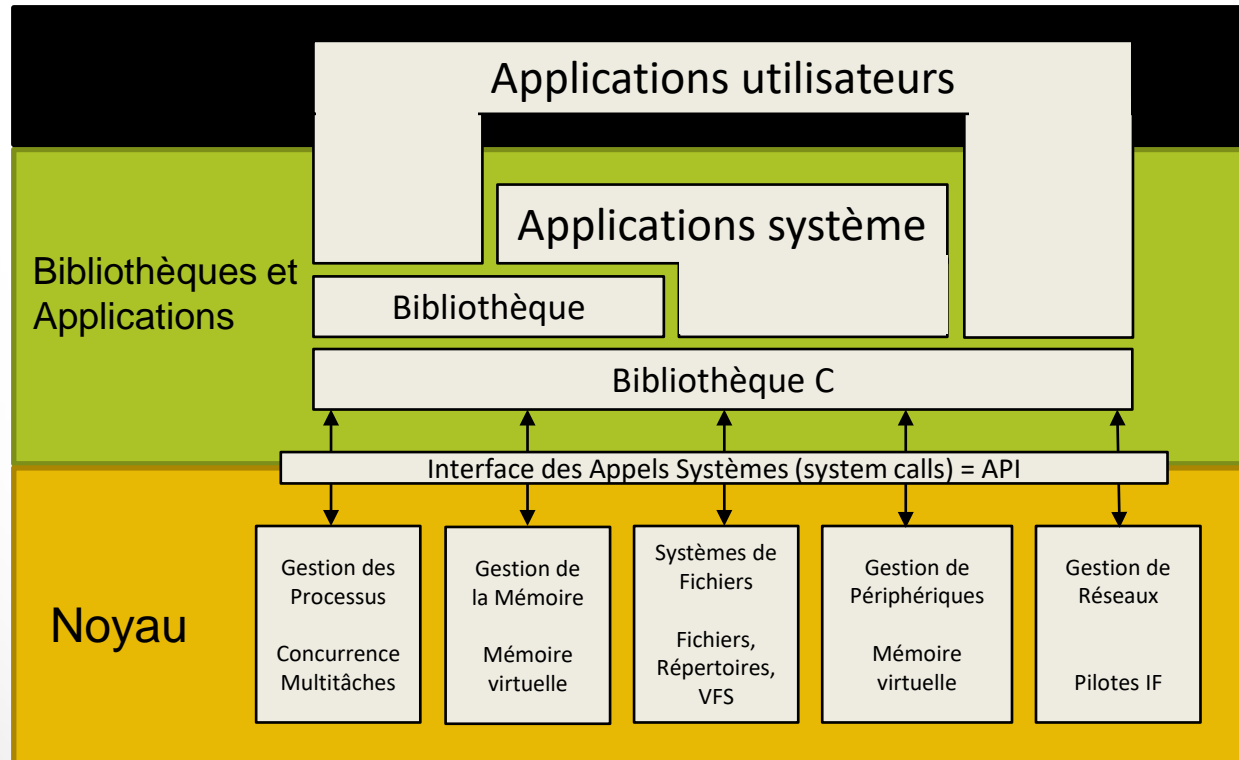 Applications utilisateurs
Applications système
Bibliothèques et
Applications
Bibliothèque
Bibliothèque C
Interface des Appels Systèmes (system calls) = API
Noyau
Gestion des
Processus
Concurrence
Multitâches
Gestion de
la Mémoire
Mémoire
virtuelle
Systèmes de
Fichiers
Fichiers,
Répertoires,
VFS
Gestion de
Périphériques
Mémoire
virtuelle
Gestion de
Réseaux
Pilotes IF